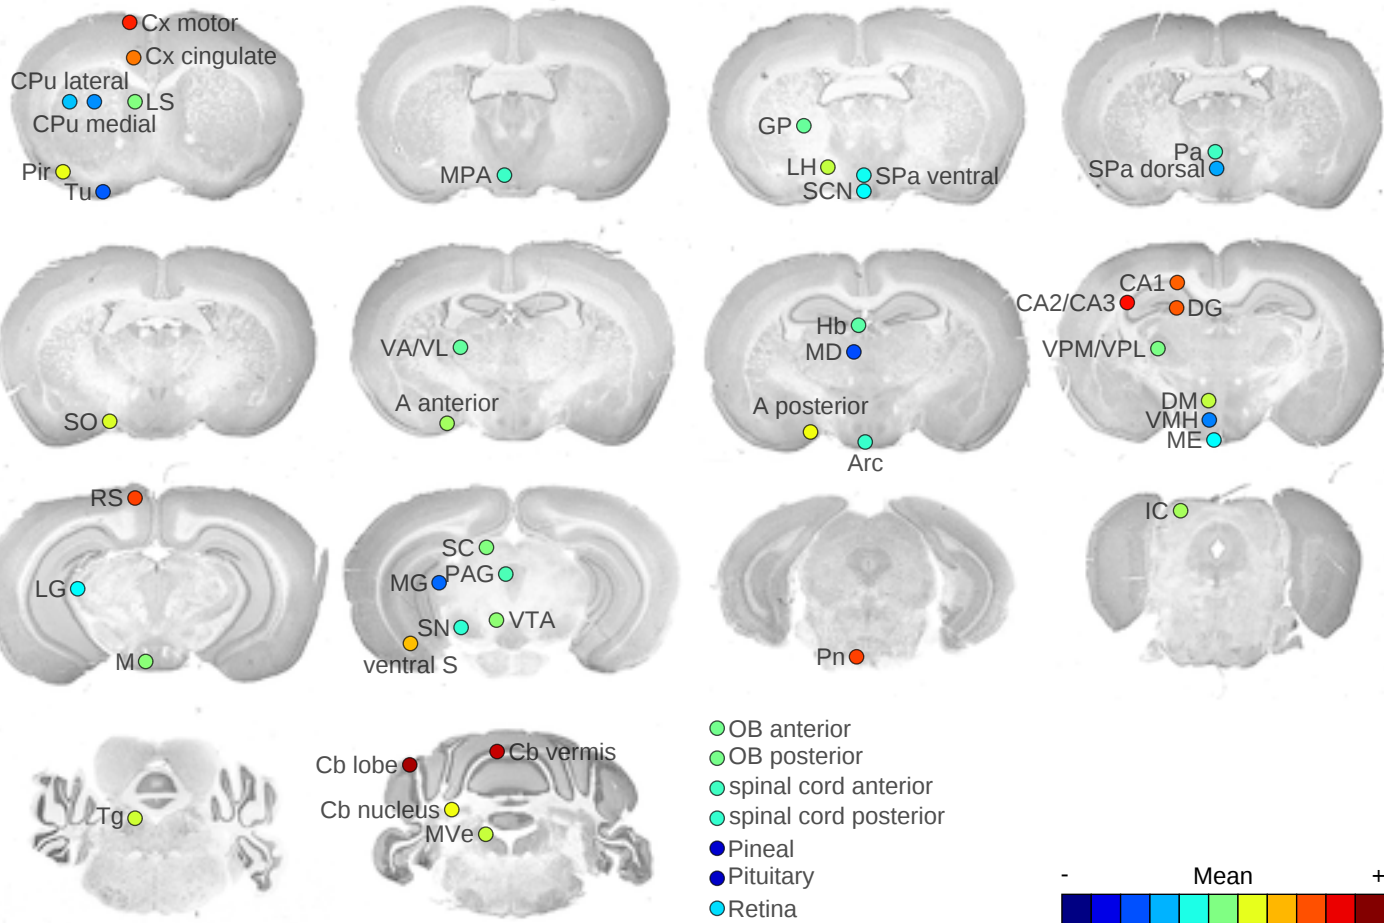 Cx motor
Cx cingulate
CPu lateral
LS
CPu medial
Pir
Tu
MPA
GP
LH
SPa ventral
SCN
Pa
SPa dorsal
SO
VA/VL
A anterior
Hb
MD
A posterior
Arc
CA1
CA2/CA3
DG
VPM/VPL
DM
VMH
ME
RS
LG
M
SC
MG
PAG
SN
VTA
ventral S
Pn
IC
Tg
Cb lobe
Cb vermis
Cb nucleus
MVe
OB anterior
OB posterior
spinal cord anterior
spinal cord posterior
Pineal
Pituitary
Retina
- Mean +